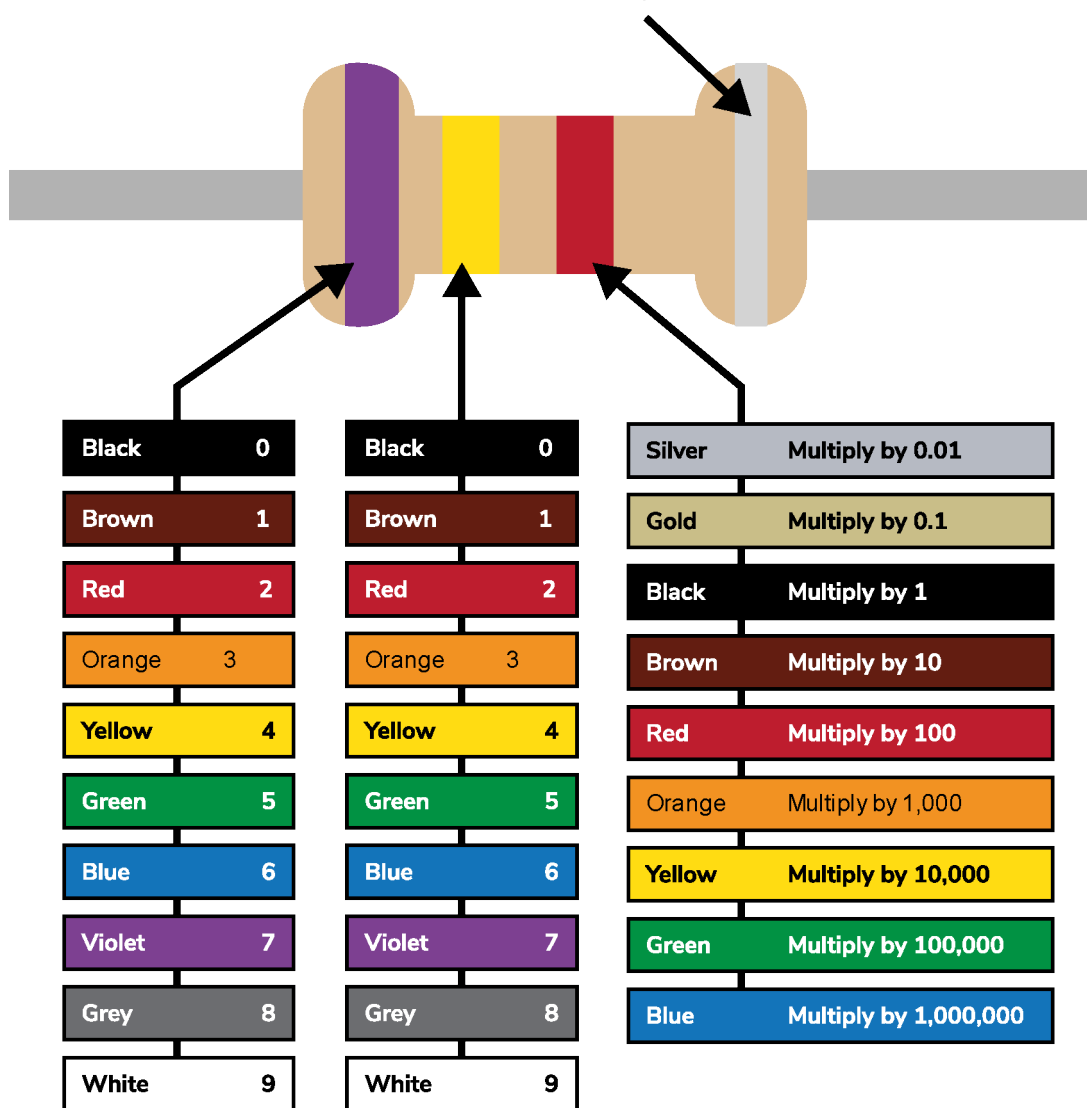 Black 0
Brown 1
Red 2
Orange 3
Yellow 4
Green 5
Blue 6
Violet 7
Grey 8
White 9
Black 0
Brown 1
Red 2
Orange 3
Yellow 4
Green 5
Blue 6
Violet 7
Grey 8
White 9
Silver Multiply by 0.01
Gold Multiply by 0.1
Black Multiply by 1
Brown Multiply by 10
Red Multiply by 100
Orange Multiply by 1,000
Yellow Multiply by 10,000
Green Multiply by 100,000
Blue Multiply by 1,000,000